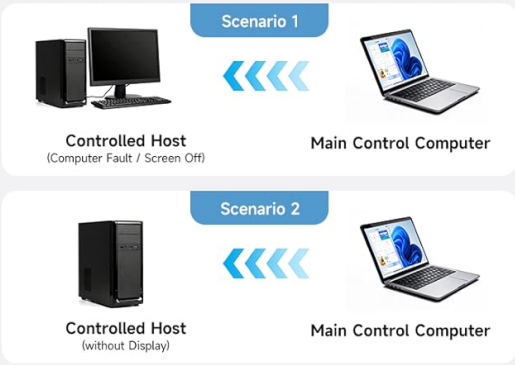 Scenario 1
Controlled Host
(Computer Fault / Screen Off)
Main Control Computer
Scenario 2
Controlled Host
(without Display)
Main Control Computer